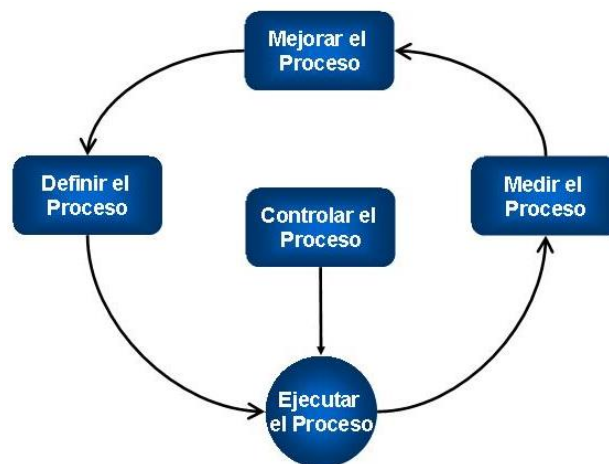 Mejorar el
Proceso
Definir el
Proceso
Controlar el
Proceso
Medir el
Proceso
Ejecutar
el Proceso